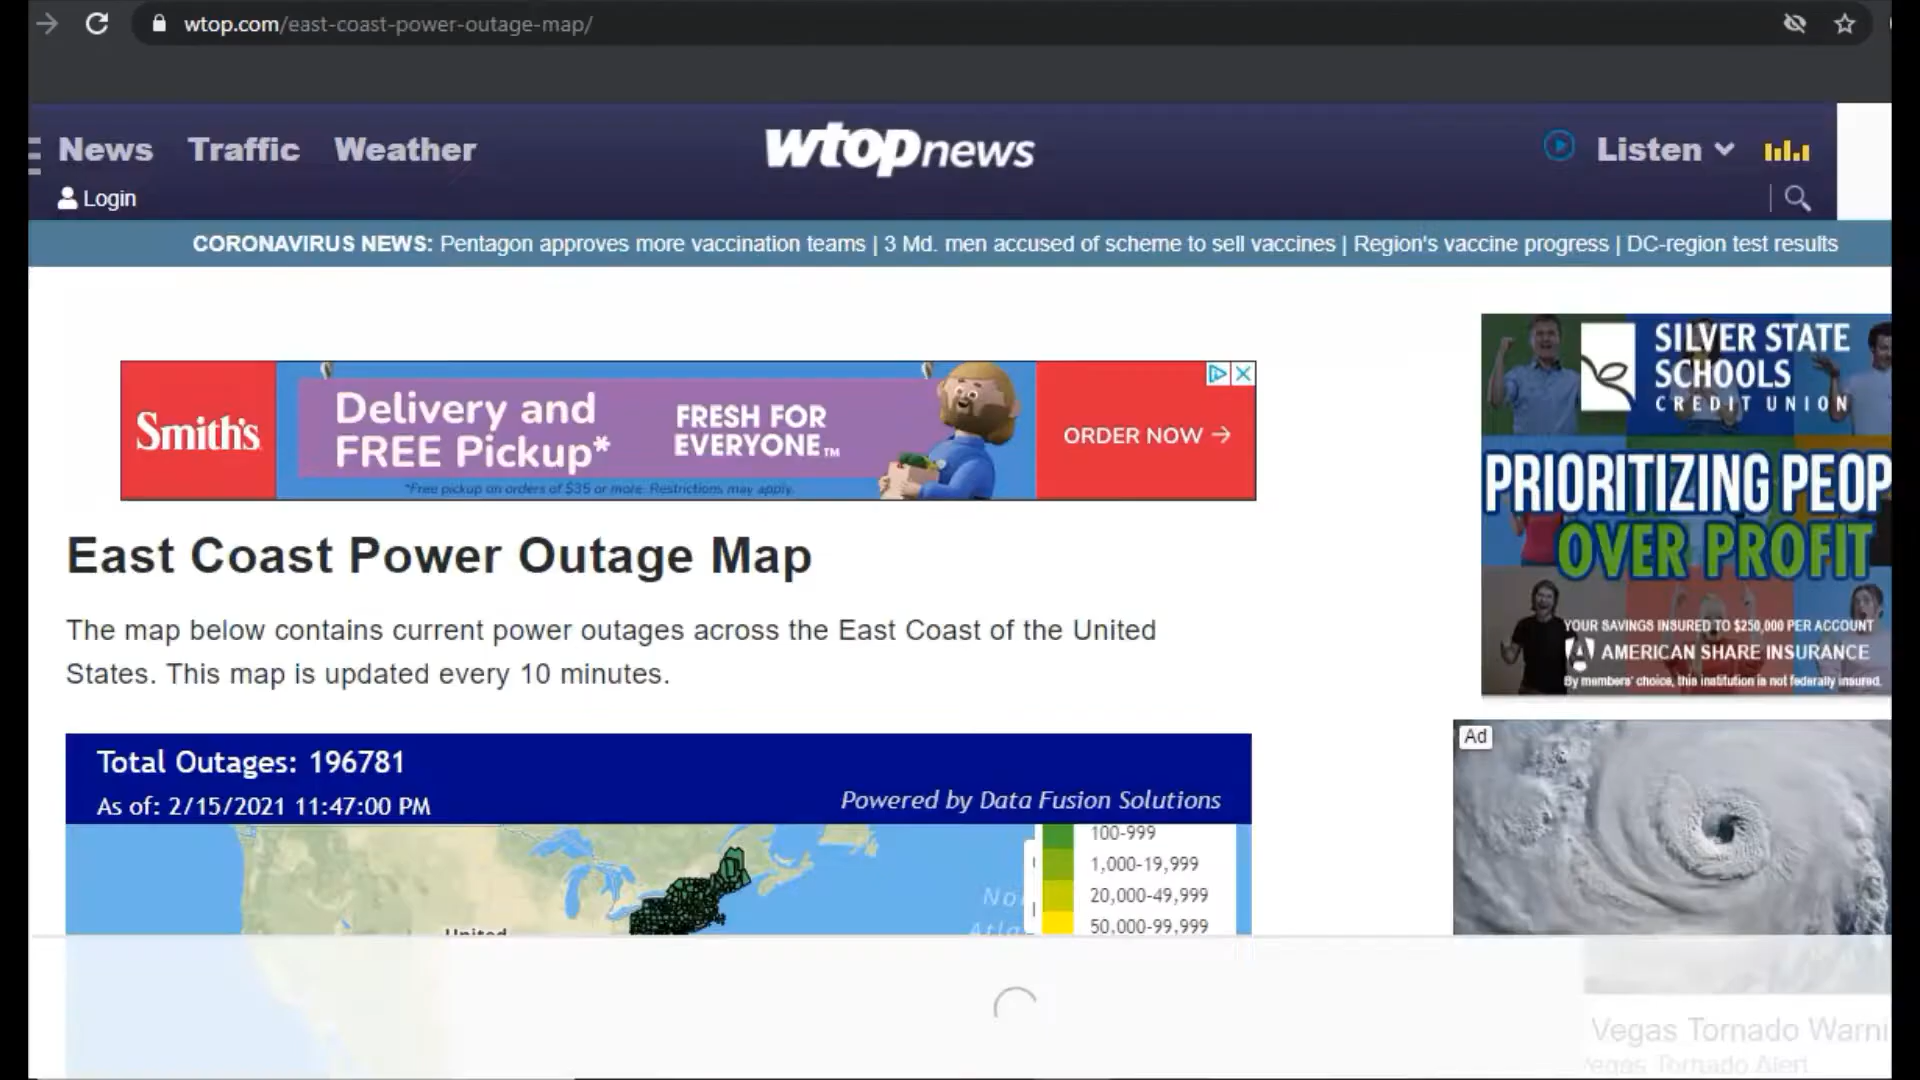 wtop.com/east-coast-power-outage-map/
News Traffic Weather
wtopnews
Listen
Login
CORONAVIRUS NEWS: Pentagon approves more vaccination teams | 3 Md. men accused of scheme to sell vaccines | Region's vaccine progress | DC-region test results
Smith's
Delivery and
FREE Pickup*
FRESH FOR
EVERYONE™
*Free pickup on orders of $35 or more. Restrictions may apply.
ORDER NOW →
SILVER STATE
SCHOOLS
CREDIT UNION
PRIORITIZING PEOP
OVER PROFIT
YOUR SAVINGS INSURED TO $250,000 PER ACCOUNT
AMERICAN SHARE INSURANCE
By members' choice, this institution is not federally insured.
East Coast Power Outage Map
The map below contains current power outages across the East Coast of the United
States. This map is updated every 10 minutes.
Total Outages: 196781
As of: 2/15/2021 11:47:00 PM
Powered by Data Fusion Solutions
100-999
1,000-19,999
20,000-49,999
50,000-99,999
United
Ad
Vegas Tornado Warni
Vegas Tornado Alert